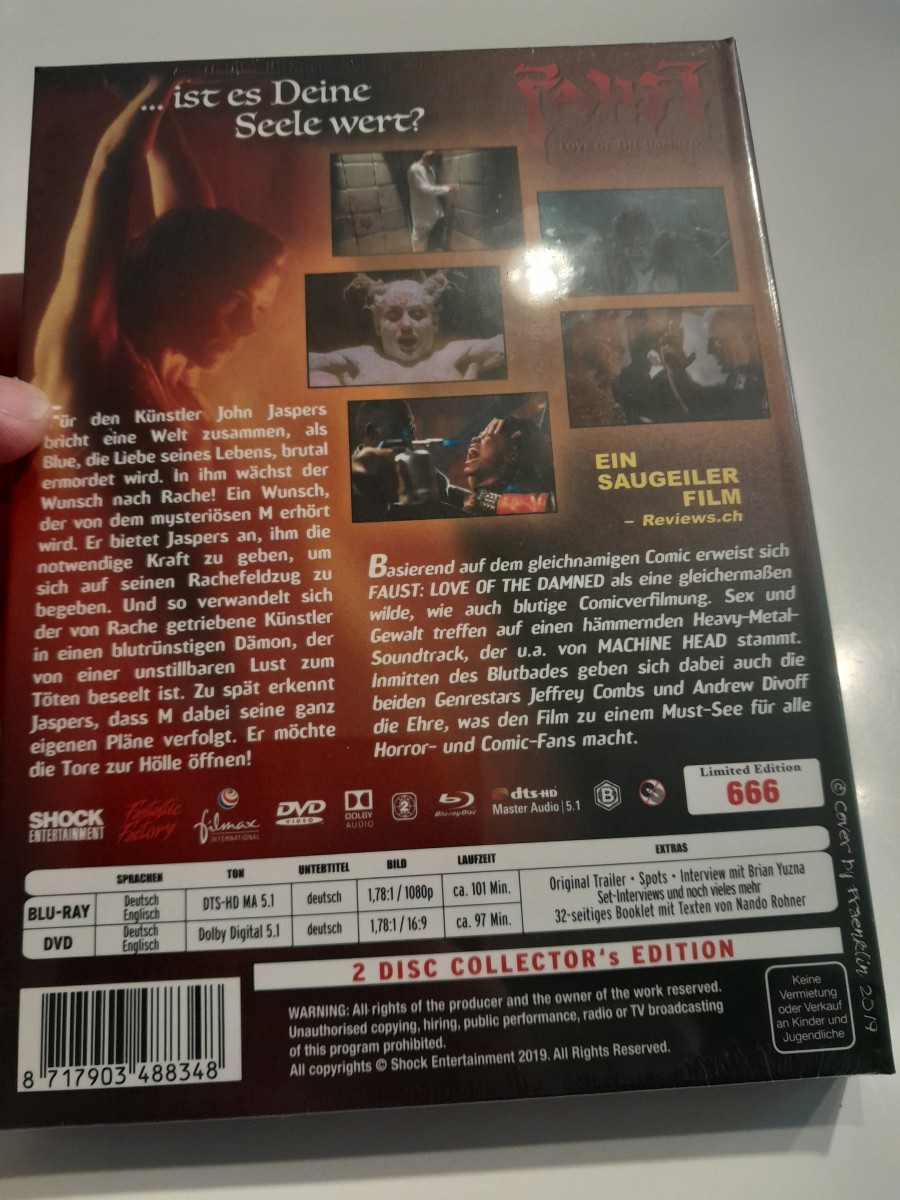 ...ist es Deine
Seele wert?
FAUST
LOVE OF THE DAMNED
Für den Künstler John Jaspers
bricht eine Welt zusammen, als
Blue, die Liebe seines Lebens, brutal
ermordet wird. In ihm wächst der
Wunsch nach Rache! Ein Wunsch,
der von dem mysteriösen M erhört
wird. Er bietet Jaspers an, ihm die
notwendige Kraft zu geben, um
sich auf seinen Rachefeldzug zu
begeben. Und so verwandelt sich
der von Rache getriebene Künstler
in einen blutrünstigen Dämon, der
von einer unstillbaren Lust zum
Töten beseelt ist. Zu spät erkennt
Jaspers, dass M dabei seine ganz
eigenen Pläne verfolgt. Er möchte
die Tore zur Hölle öffnen!
EIN
SAUGEILER
FILM
– Reviews.ch
Basierend auf dem gleichnamigen Comic erweist sich
FAUST: LOVE OF THE DAMNED als eine gleichermaßen
wilde, wie auch blutige Comicverfilmung. Sex und
Gewalt treffen auf einen hämmernden Heavy-Metal-
Soundtrack, der u.a. von MACHiNE HEAD stammt.
Inmitten des Blutbades geben sich dabei auch die
beiden Genrestars Jeffrey Combs und Andrew Divoff
die Ehre, was den Film zu einem Must-See für alle
Horror- und Comic-Fans macht.
SHOCK
ENTERTAINMENT
Fantastic
Factory
filmax
INTERNATIONAL
DVD
VIDEO
DOLBY
AUDIO
2
Blu-ray Disc
dts-HD
Master Audio | 5.1
B
Limited Edition
666
SPRACHEN TON UNTERTITEL BILD LAUFZEIT EXTRAS
BLU-RAY Deutsch Englisch DTS-HD MA 5.1 deutsch 1,78:1 / 1080p ca. 101 Min.
DVD Deutsch Englisch Dolby Digital 5.1 deutsch 1,78:1 / 16:9 ca. 97 Min.
Original Trailer • Spots • Interview mit Brian Yuzna
Set-Interviews und noch vieles mehr
32-seitiges Booklet mit Texten von Nando Rohner
2 DISC COLLECTOR's EDITION
WARNING: All rights of the producer and the owner of the work reserved.
Unauthorised copying, hiring, public performance, radio or TV broadcasting
of this program prohibited.
All copyrights © Shock Entertainment 2019. All Rights Reserved.
Keine
Vermietung
oder Verkauf
an Kinder und
Jugendliche
8 717903 488348
© cover by Kraenklin 2019